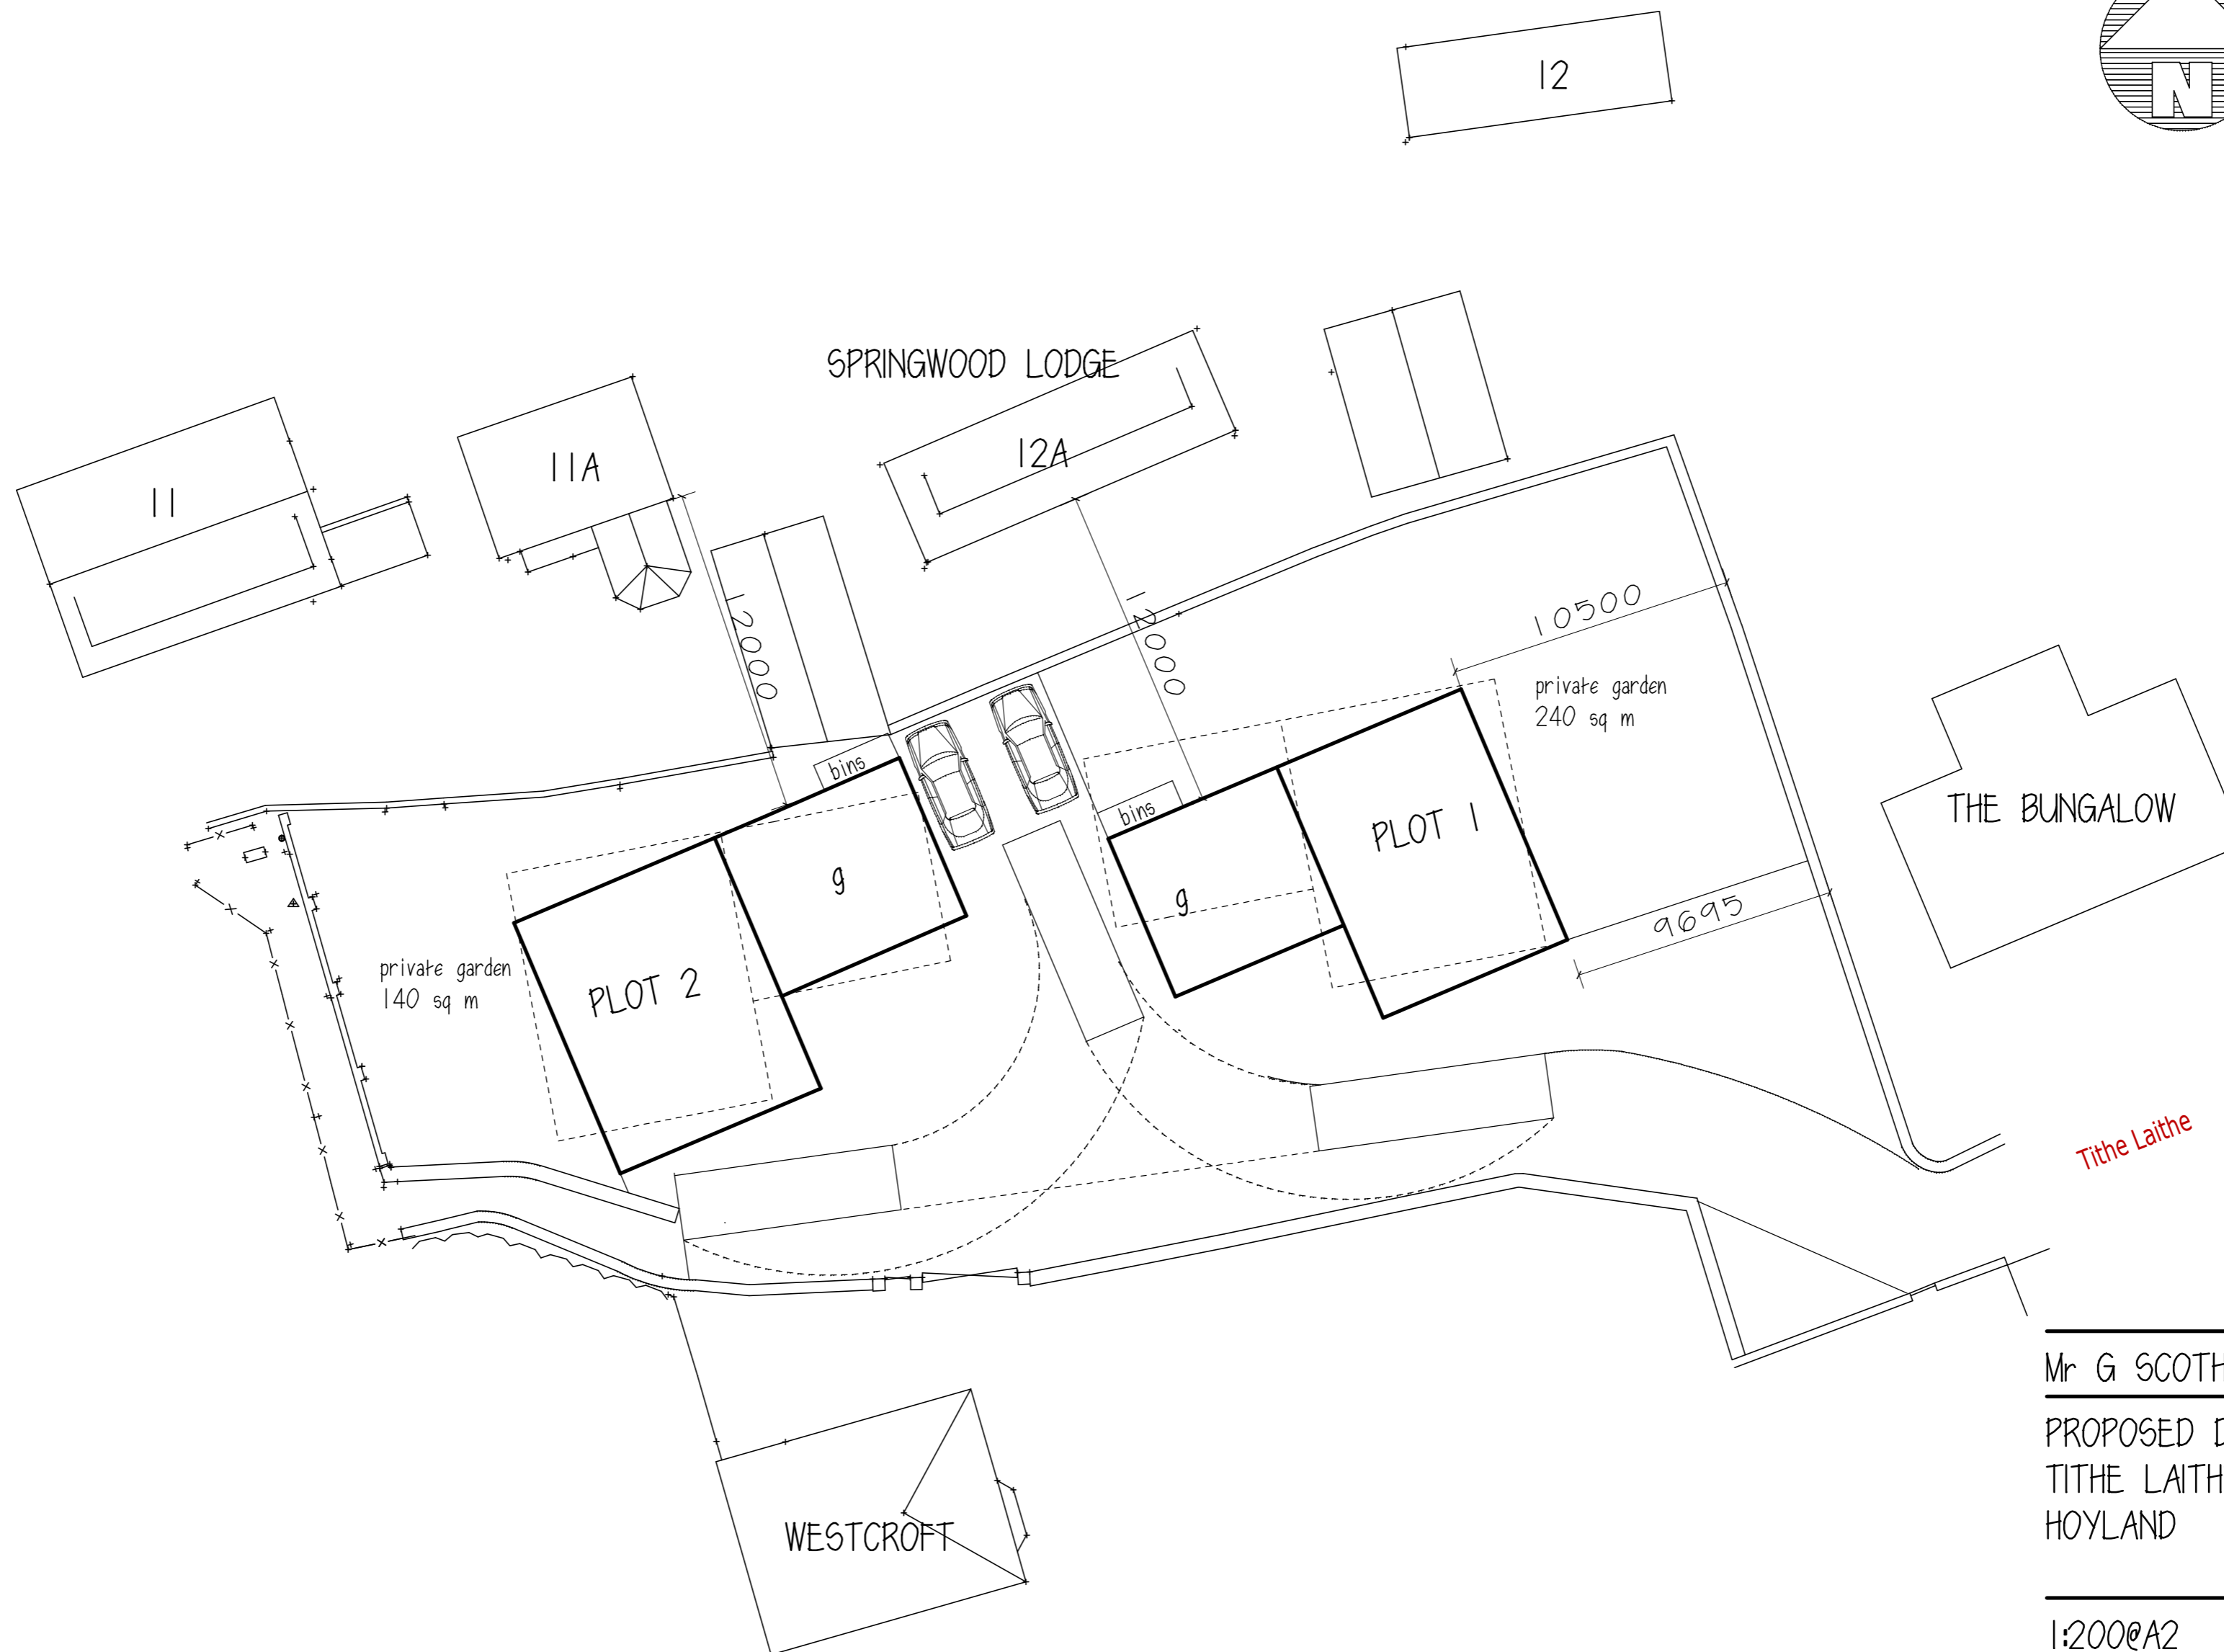 12
N
SPRINGWOOD LODGE
12A
11A
11
12000
12000
10500
private garden
240 sq m
bins
bins
PLOT 1
THE BUNGALOW
g
g
9695
private garden
140 sq m
PLOT 2
Tithe Laithe
WESTCROFT
Mr G SCOTH
PROPOSED D
TITHE LAITH
HOYLAND
1:200@A2